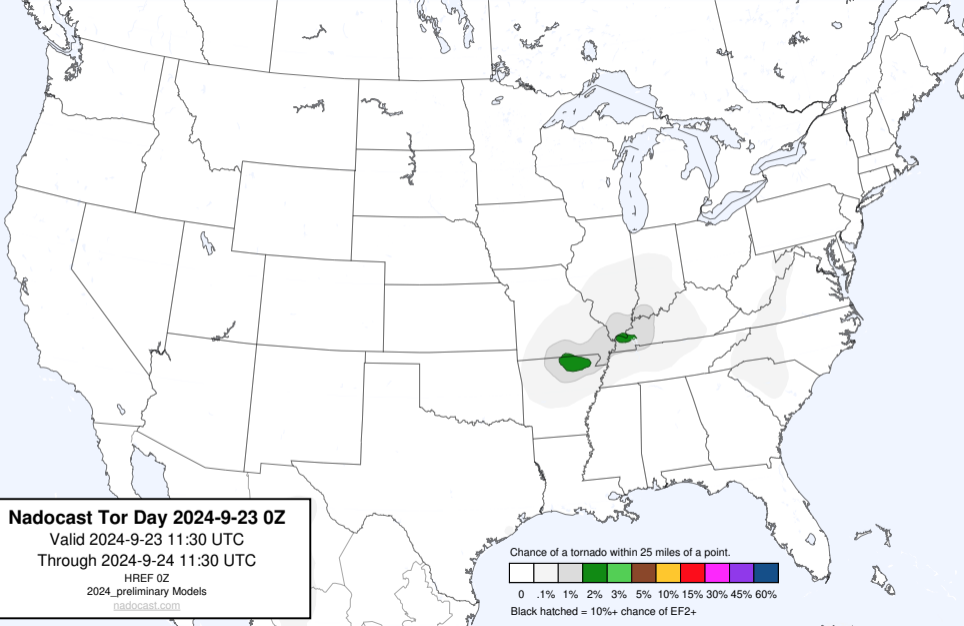 Nadocast Tor Day 2024-9-23 0Z
Valid 2024-9-23 11:30 UTC
Through 2024-9-24 11:30 UTC
HREF 0Z
2024_preliminary Models
nadocast.com
Chance of a tornado within 25 miles of a point.
0 .1% 1% 2% 3% 5% 10% 15% 30% 45% 60%
Black hatched = 10%+ chance of EF2+